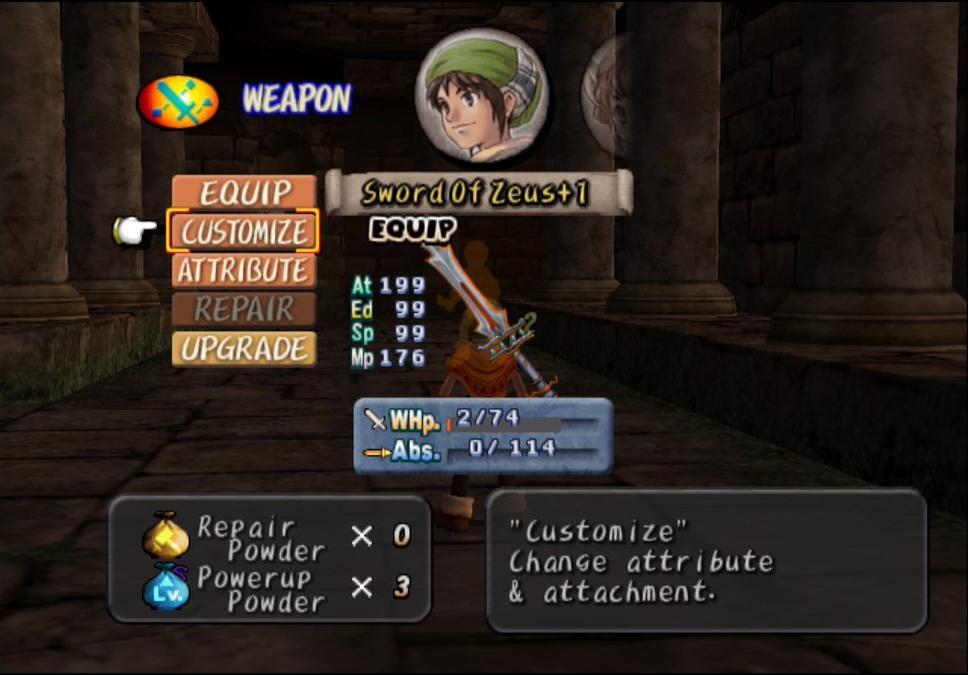 WEAPON
Sword Of Zeus+1
EQUIP
EQUIP
CUSTOMIZE
ATTRIBUTE
REPAIR
UPGRADE
At 199
Ed 99
Sp 99
Mp 176
WHp. 2/74
Abs. 0/114
Repair
Powder × 0
Lv.
Powerup
Powder × 3
"Customize"
Change attribute
& attachment.